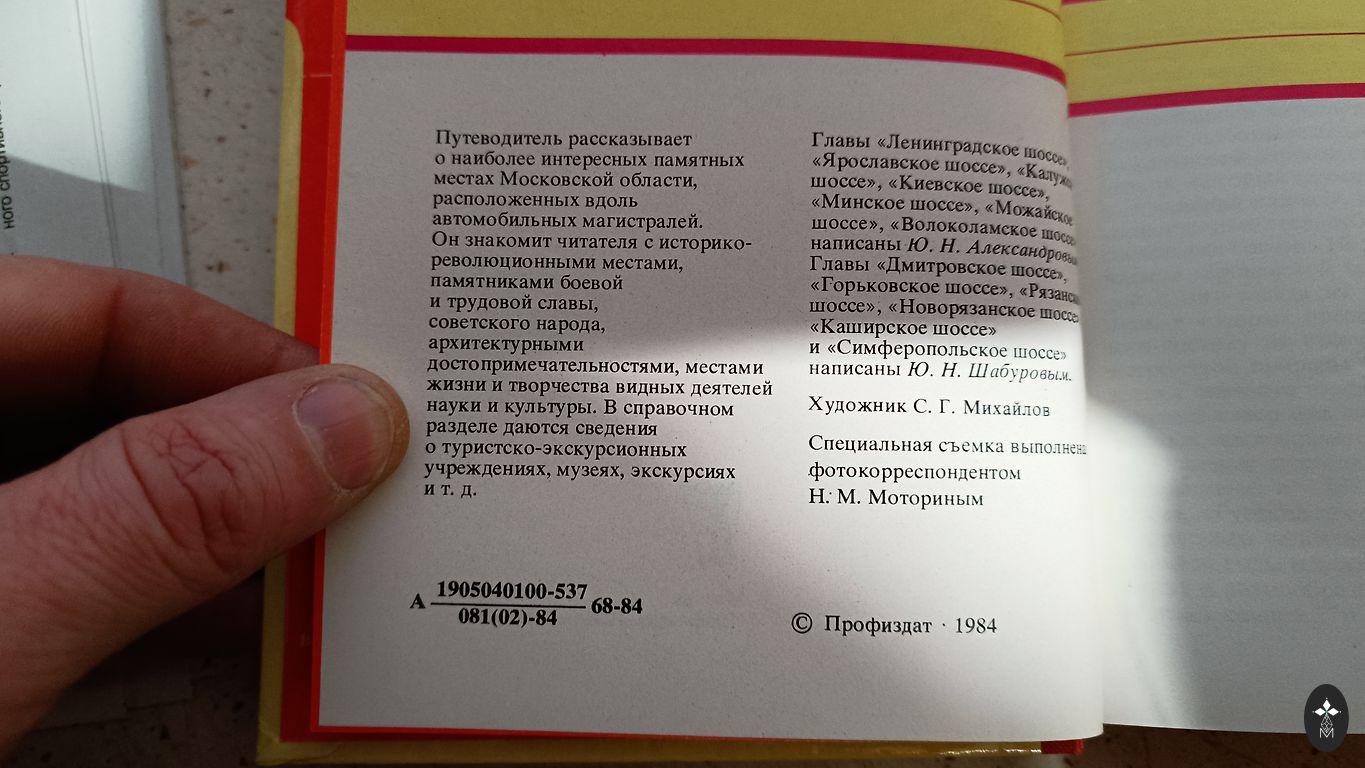 ного спортивного
Путеводитель рассказывает
о наиболее интересных памятных
местах Московской области,
расположенных вдоль
автомобильных магистралей.
Он знакомит читателя с историко-
революционными местами,
памятниками боевой
и трудовой славы,
советского народа,
архитектурными
достопримечательностями, местами
жизни и творчества видных деятелей
науки и культуры. В справочном
разделе даются сведения
о туристско-экскурсионных
учреждениях, музеях, экскурсиях
и т. д.
А 1905040100-537
081(02)-84
68-84
Главы «Ленинградское шоссе»,
«Ярославское шоссе»,
шоссе», «Киевское шоссе»,
«Минское шоссе», «Можайское
шоссе», «Волоколамское шоссе»
написаны Ю. Н. Александровым
Главы «Дмитровское шоссе»,
«Горьковское шоссе»,
шоссе», «Новорязанское шоссе»
«Каширское шоссе»
и «Симферопольское шоссе»
написаны Ю. Н. Шабуровым.
Художник С. Г. Михайлов
Специальная съемка выполнена
фотокорреспондентом
Н. М. Моториным
© Профиздат · 1984
M